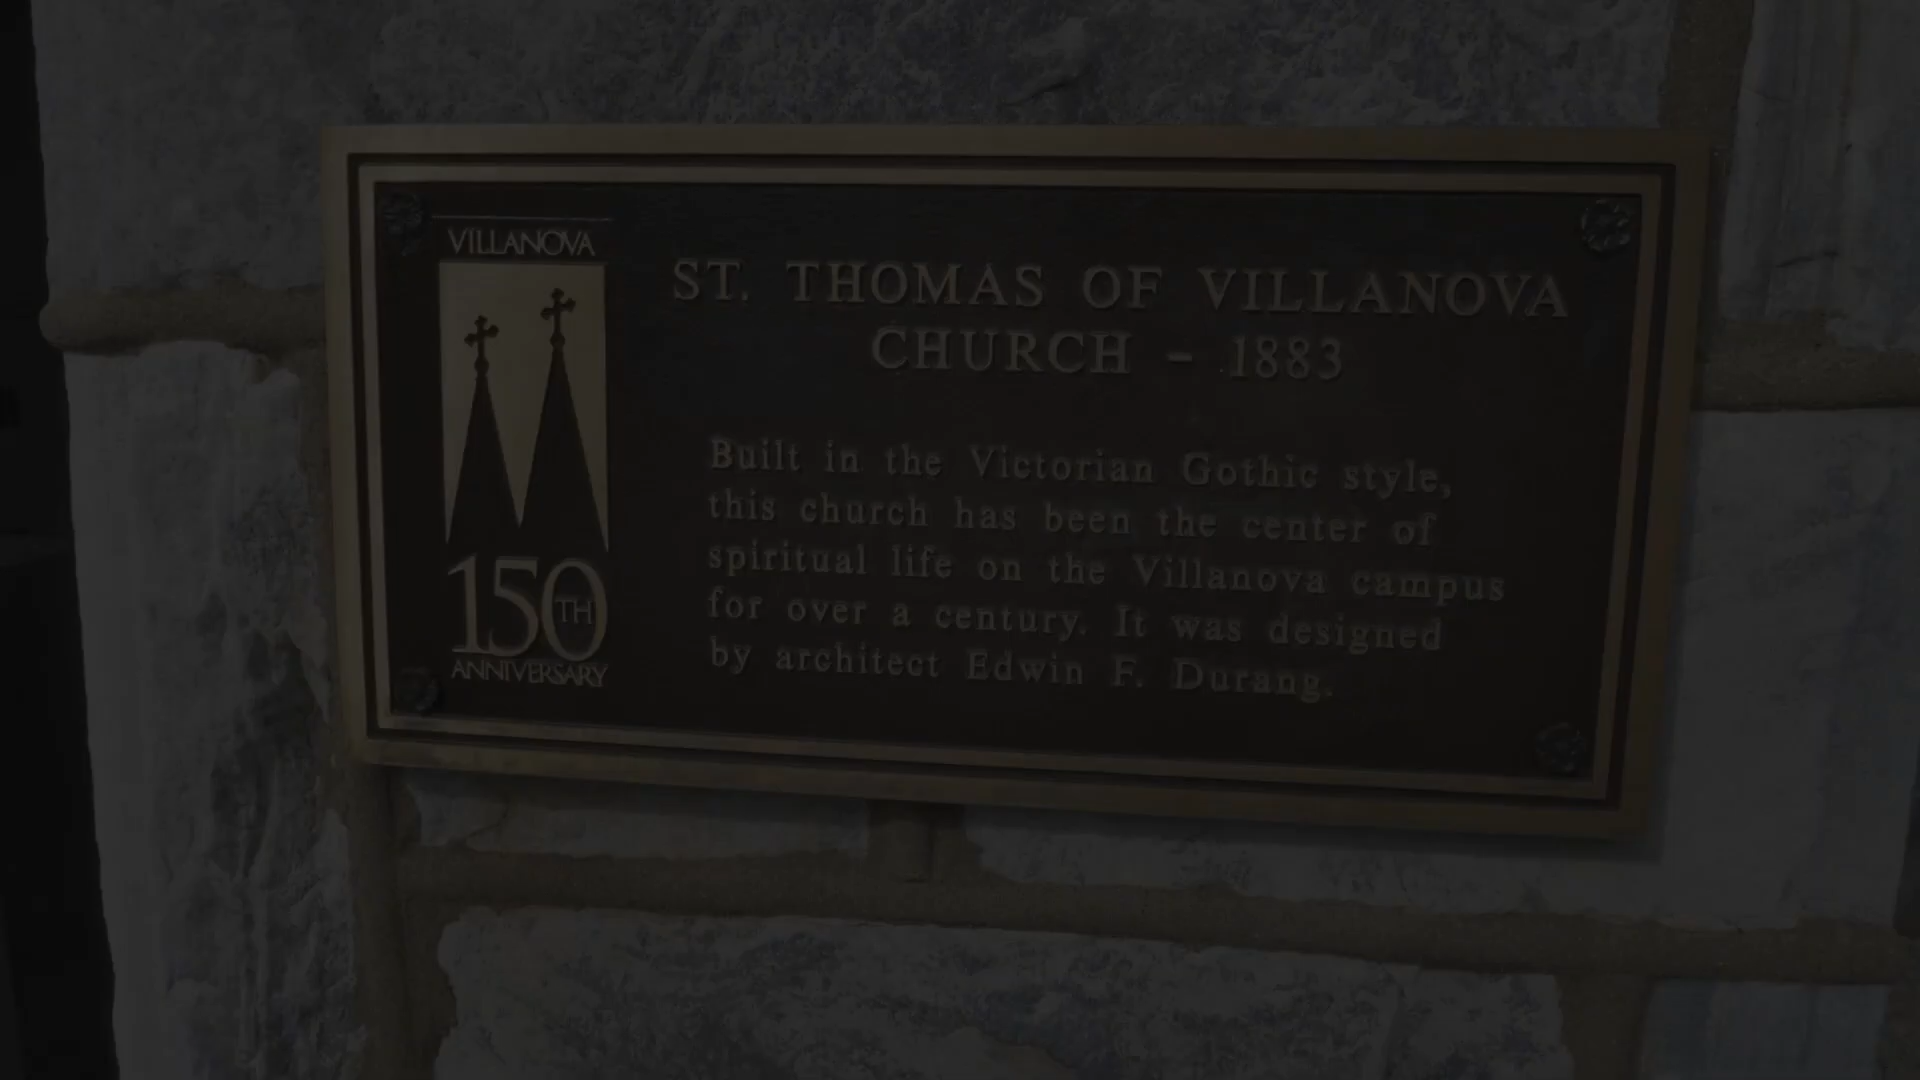 VILLANOVA
150TH
ANNIVERSARY
ST. THOMAS OF VILLANOVA
CHURCH - 1883
Built in the Victorian Gothic style,
this church has been the center of
spiritual life on the Villanova campus
for over a century. It was designed
by architect Edwin F. Durang.